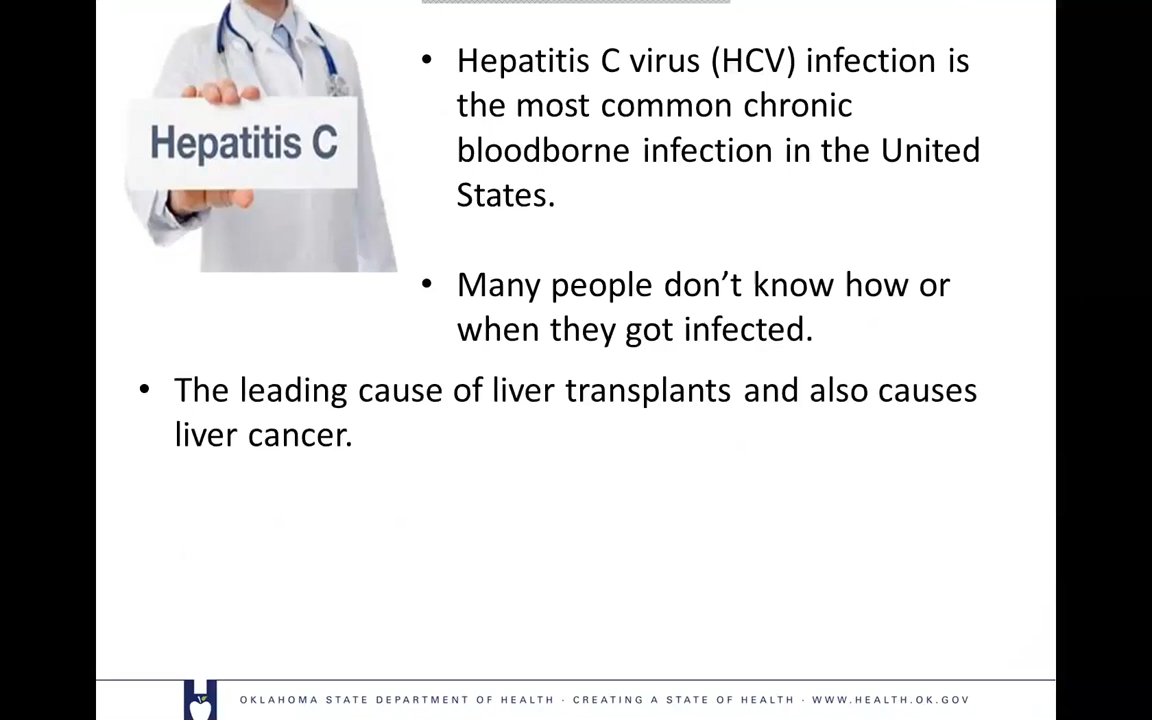 Hepatitis C
• Hepatitis C virus (HCV) infection is
the most common chronic
bloodborne infection in the United
States.
• Many people don’t know how or
when they got infected.
• The leading cause of liver transplants and also causes
liver cancer.
OKLAHOMA STATE DEPARTMENT OF HEALTH · CREATING A STATE OF HEALTH · WWW.HEALTH.OK.GOV